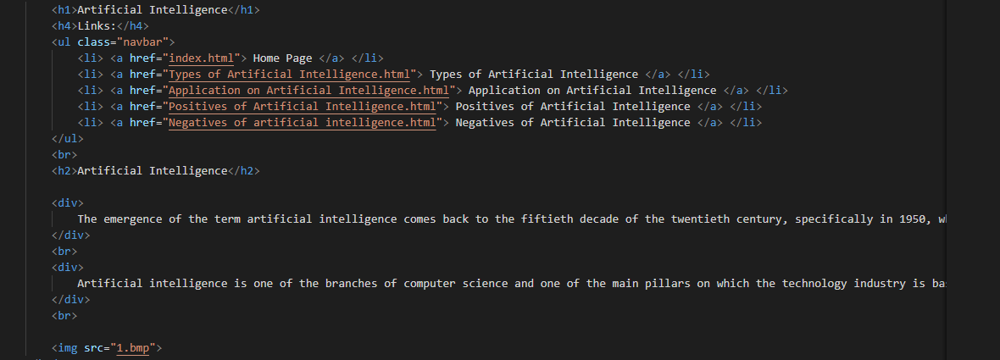 <h1>Artificial Intelligence</h1>
<h4>Links:</h4>
<ul class="navbar">
<li> <a href="index.html"> Home Page </a> </li>
<li> <a href="Types of Artificial Intelligence.html"> Types of Artificial Intelligence </a> </li>
<li> <a href="Application on Artificial Intelligence.html"> Application on Artificial Intelligence </a> </li>
<li> <a href="Positives of Artificial Intelligence.html"> Positives of Artificial Intelligence </a> </li>
<li> <a href="Negatives of artificial intelligence.html"> Negatives of Artificial Intelligence </a> </li>
</ul>
<br>
<h2>Artificial Intelligence</h2>
<div>
The emergence of the term artificial intelligence comes back to the fiftieth decade of the twentieth century, specifically in 1950,
</div>
<br>
<div>
Artificial intelligence is one of the branches of computer science and one of the main pillars on which the technology industry is
</div>
<br>
<img src="1.bmp">